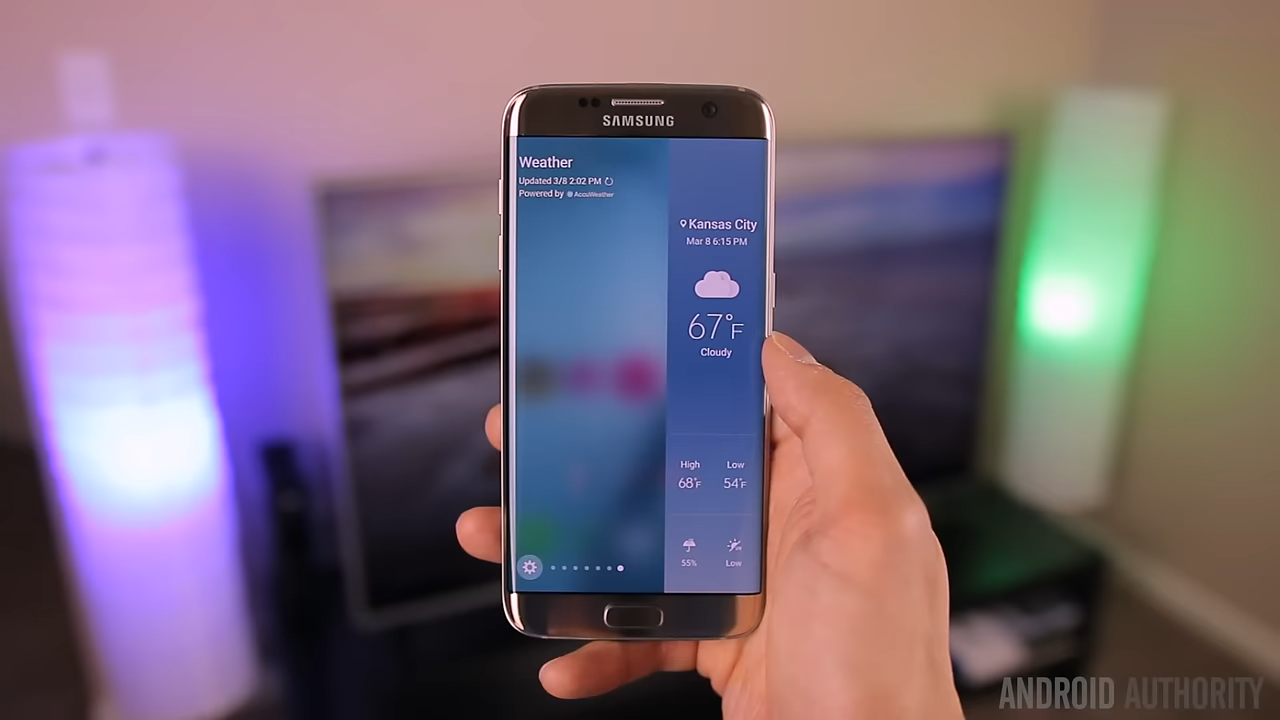 SAMSUNG
Weather
Updated 3/8 2:02 PM
Powered by AccuWeather
Kansas City
Mar 8 6:15 PM
67°F
Cloudy
High Low
68°F 54°F
55% Low
ANDROID AUTHORITY